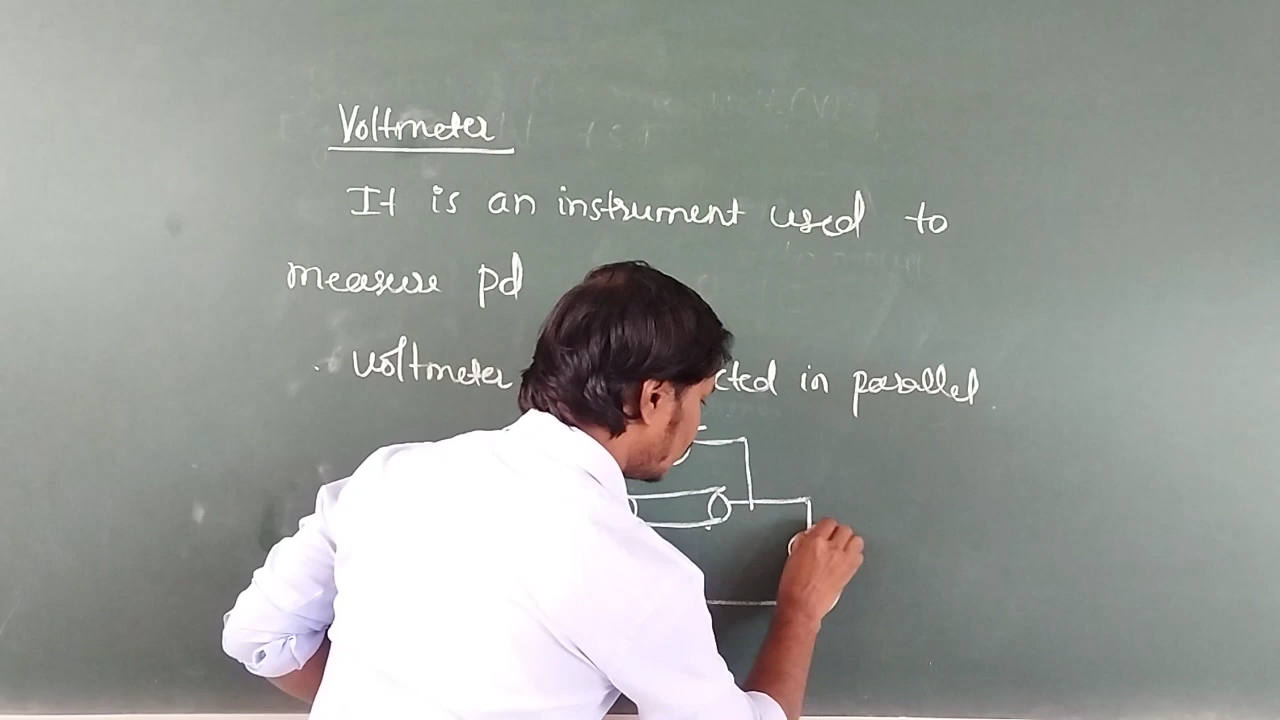 Voltmeter
It is an instrument used to
measure pd
Voltmeter cted in parallel